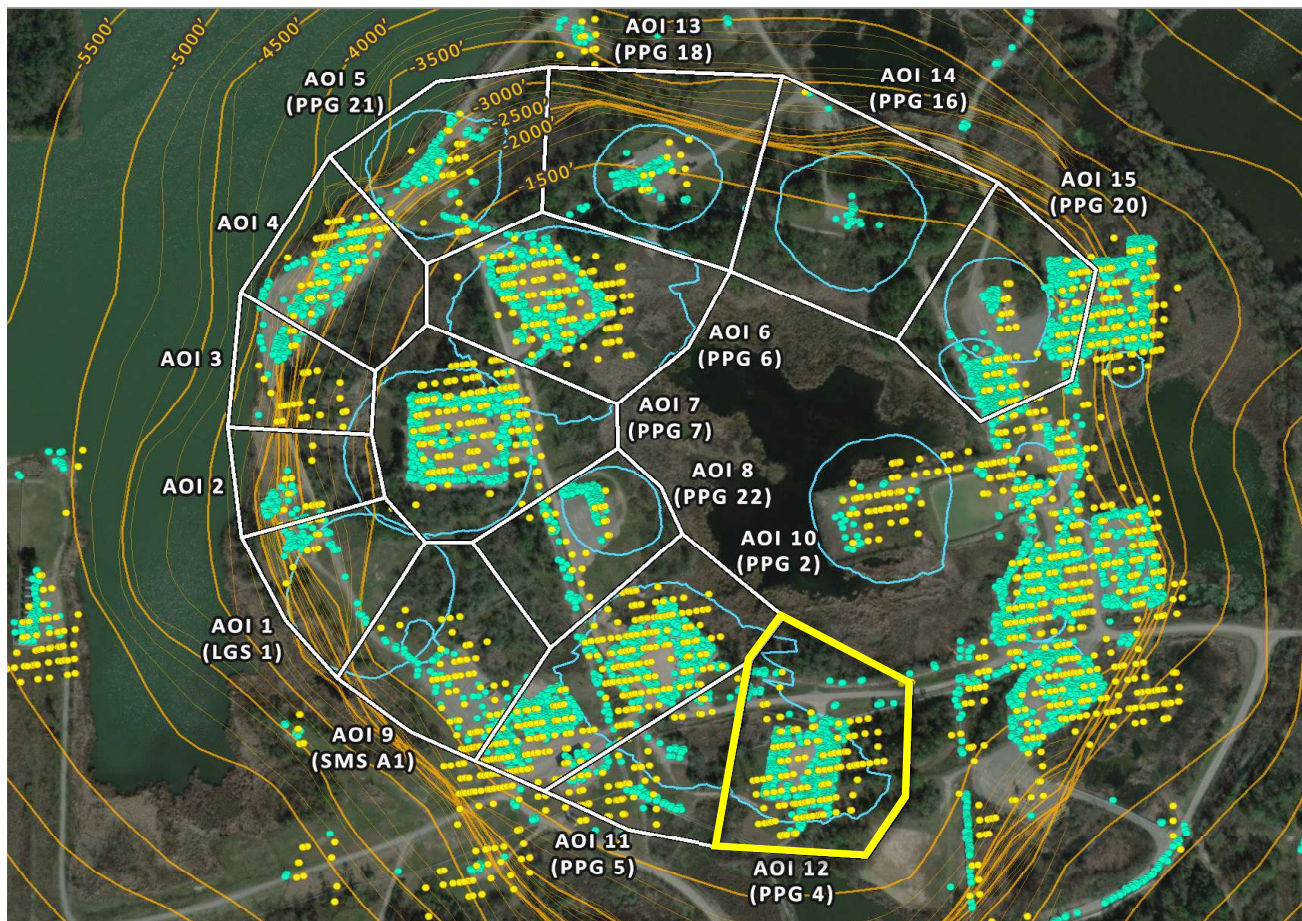 -5500'
-5000'
-4500'
-4000'
-3500'
-3000'
-2500'
-2000'
-1500'
AOI 13
(PPG 18)
AOI 14
(PPG 16)
AOI 5
(PPG 21)
AOI 15
(PPG 20)
AOI 4
AOI 3
AOI 6
(PPG 6)
AOI 7
(PPG 7)
AOI 2
AOI 8
(PPG 22)
AOI 10
(PPG 2)
AOI 1
(LGS 1)
AOI 9
(SMS A1)
AOI 11
(PPG 5)
AOI 12
(PPG 4)